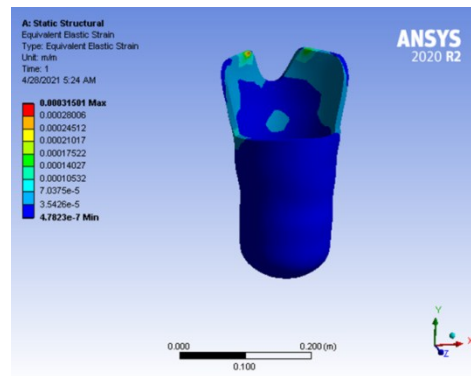 A: Static Structural
Equivalent Elastic Strain
Type: Equivalent Elastic Strain
Unit: m/m
Time: 1
4/28/2021 5:24 AM
0.00031501 Max
0.00028006
0.00024512
0.00021017
0.00017522
0.00014027
0.00010532
7.0375e-5
3.5426e-5
4.7823e-7 Min
ANSYS
2020 R2
0.000
0.200 (m)
0.100
Y
X
Z